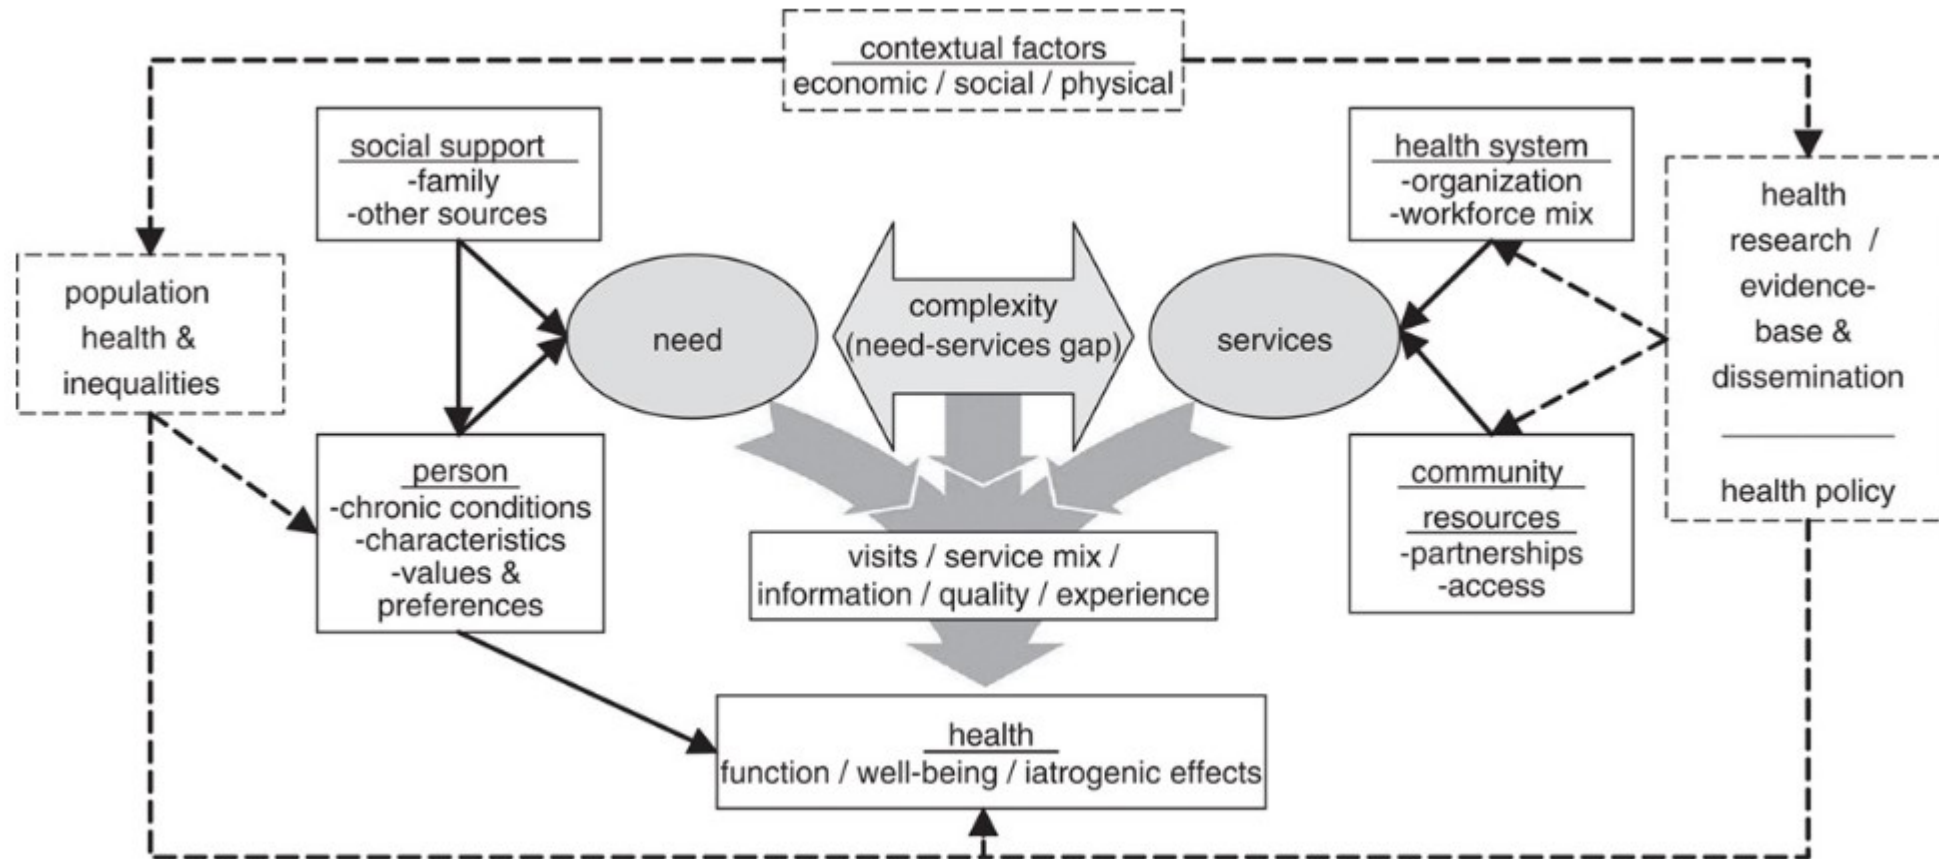 contextual factors
economic / social / physical
social support
-family
-other sources
health system
-organization
-workforce mix
health
research /
evidence-
base &
dissemination
health policy
population
health &
inequalities
need
complexity
(need-services gap)
services
person
-chronic conditions
-characteristics
-values &
preferences
community
resources
-partnerships
-access
visits / service mix /
information / quality / experience
health
function / well-being / iatrogenic effects